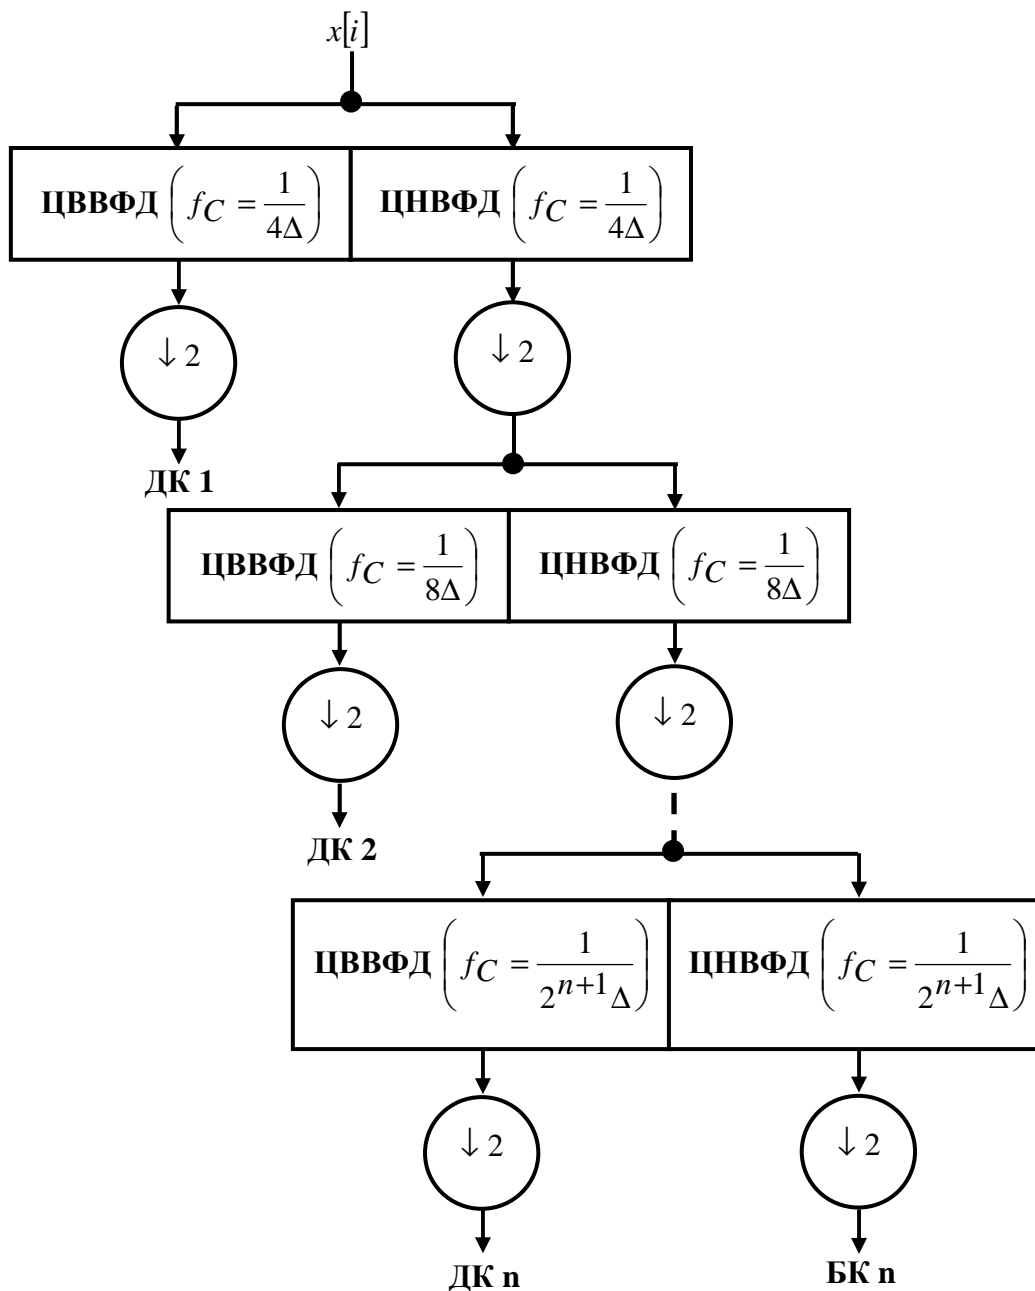 x[i]
ЦВВФД (f_C = 1/(4Δ)) ЦНВФД (f_C = 1/(4Δ))
↓ 2 ↓ 2
ДК 1
ЦВВФД (f_C = 1/(8Δ)) ЦНВФД (f_C = 1/(8Δ))
↓ 2 ↓ 2
ДК 2
ЦВВФД (f_C = 1/(2^{n+1}Δ)) ЦНВФД (f_C = 1/(2^{n+1}Δ))
↓ 2 ↓ 2
ДК n БК n